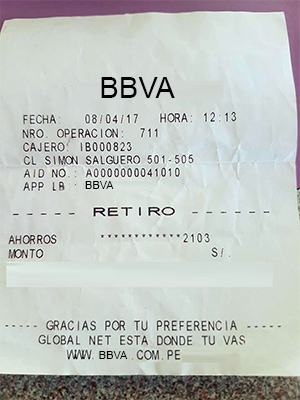 BBVA
FECHA: 08/04/17 HORA: 12:13
NRO. OPERACION: 711
CAJERO: IB000823
CL SIMON SALGUERO 501-505
AID NO.: A0000000041010
APP LB : BBVA
----- RETIRO -----
AHORROS ************2103
MONTO S/.
----- GRACIAS POR TU PREFERENCIA -----
GLOBAL NET ESTA DONDE TU VAS
WWW. BBVA .COM.PE